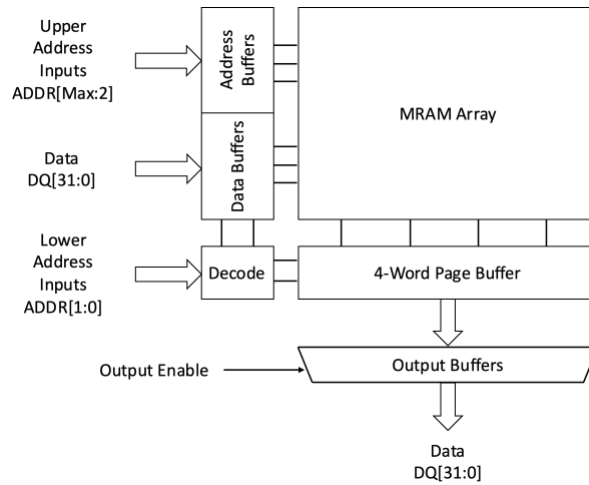 Upper
Address
Inputs
ADDR[Max:2]
Address
Buffers
MRAM Array
Data
DQ[31:0]
Data Buffers
Lower
Address
Inputs
ADDR[1:0]
Decode
4-Word Page Buffer
Output Enable
Output Buffers
Data
DQ[31:0]